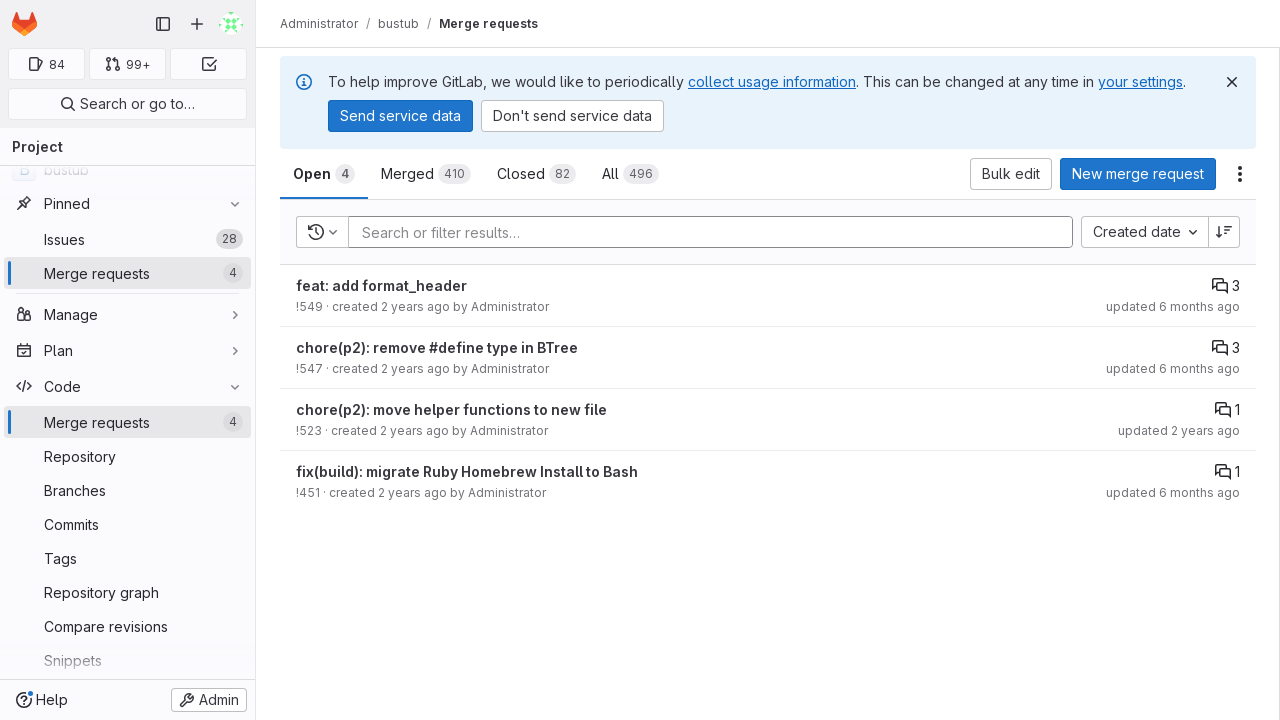 Administrator / bustub / Merge requests
84
99+
Search or go to…
Project
bustub
Pinned
Issues 28
Merge requests 4
Manage
Plan
Code
Merge requests 4
Repository
Branches
Commits
Tags
Repository graph
Compare revisions
Snippets
Help
Admin
To help improve GitLab, we would like to periodically collect usage information. This can be changed at any time in your settings.
Send service data Don't send service data
Open 4 Merged 410 Closed 82 All 496 Bulk edit New merge request
Search or filter results… Created date
feat: add format_header 3
!549 · created 2 years ago by Administrator updated 6 months ago
chore(p2): remove #define type in BTree 3
!547 · created 2 years ago by Administrator updated 6 months ago
chore(p2): move helper functions to new file 1
!523 · created 2 years ago by Administrator updated 2 years ago
fix(build): migrate Ruby Homebrew Install to Bash 1
!451 · created 2 years ago by Administrator updated 6 months ago